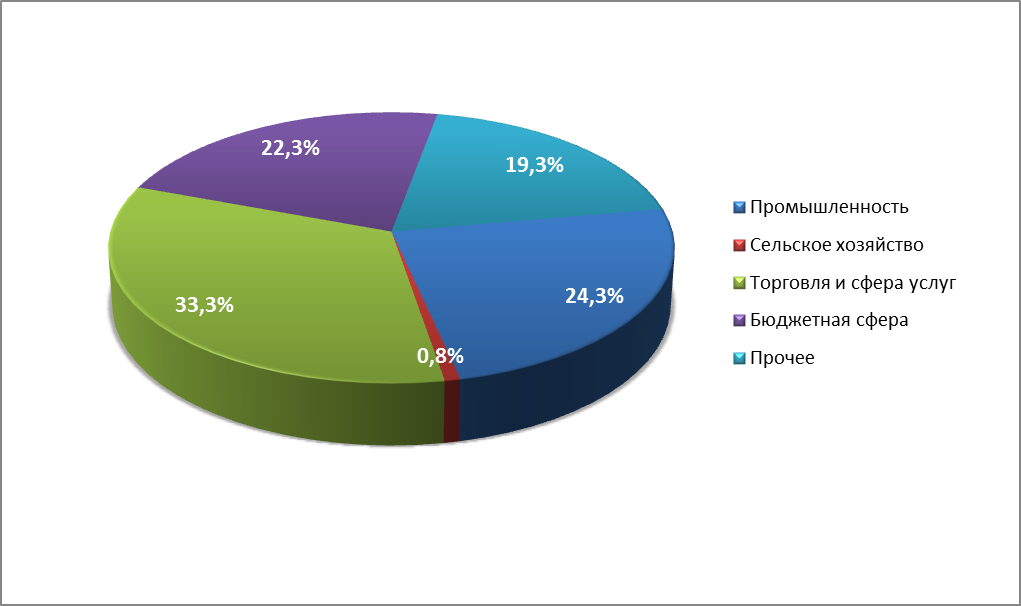 22,3%
19,3%
24,3%
33,3%
0,8%
Промышленность
Сельское хозяйство
Торговля и сфера услуг
Бюджетная сфера
Прочее